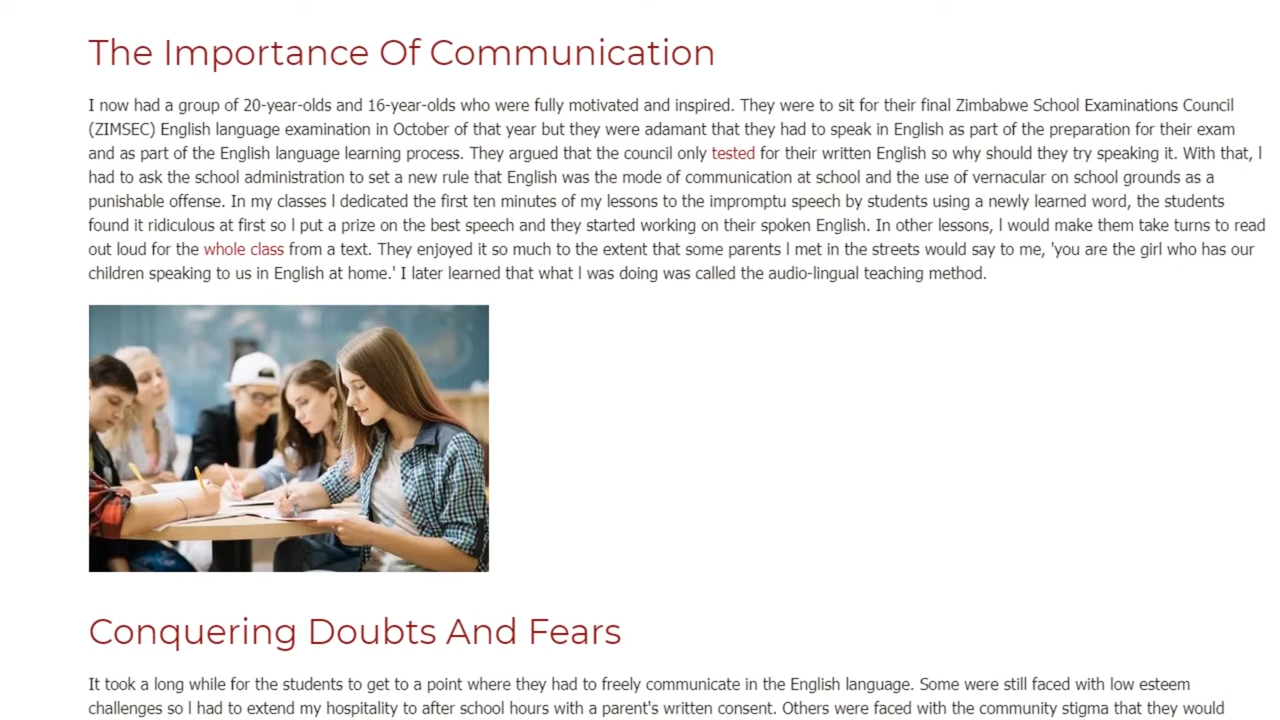 The Importance Of Communication
I now had a group of 20-year-olds and 16-year-olds who were fully motivated and inspired. They were to sit for their final Zimbabwe School Examinations Council
(ZIMSEC) English language examination in October of that year but they were adamant that they had to speak in English as part of the preparation for their exam
and as part of the English language learning process. They argued that the council only tested for their written English so why should they try speaking it. With that, I
had to ask the school administration to set a new rule that English was the mode of communication at school and the use of vernacular on school grounds as a
punishable offense. In my classes I dedicated the first ten minutes of my lessons to the impromptu speech by students using a newly learned word, the students
found it ridiculous at first so I put a prize on the best speech and they started working on their spoken English. In other lessons, I would make them take turns to read
out loud for the whole class from a text. They enjoyed it so much to the extent that some parents I met in the streets would say to me, 'you are the girl who has our
children speaking to us in English at home.' I later learned that what I was doing was called the audio-lingual teaching method.
Conquering Doubts And Fears
It took a long while for the students to get to a point where they had to freely communicate in the English language. Some were still faced with low esteem
challenges so I had to extend my hospitality to after school hours with a parent's written consent. Others were faced with the community stigma that they would